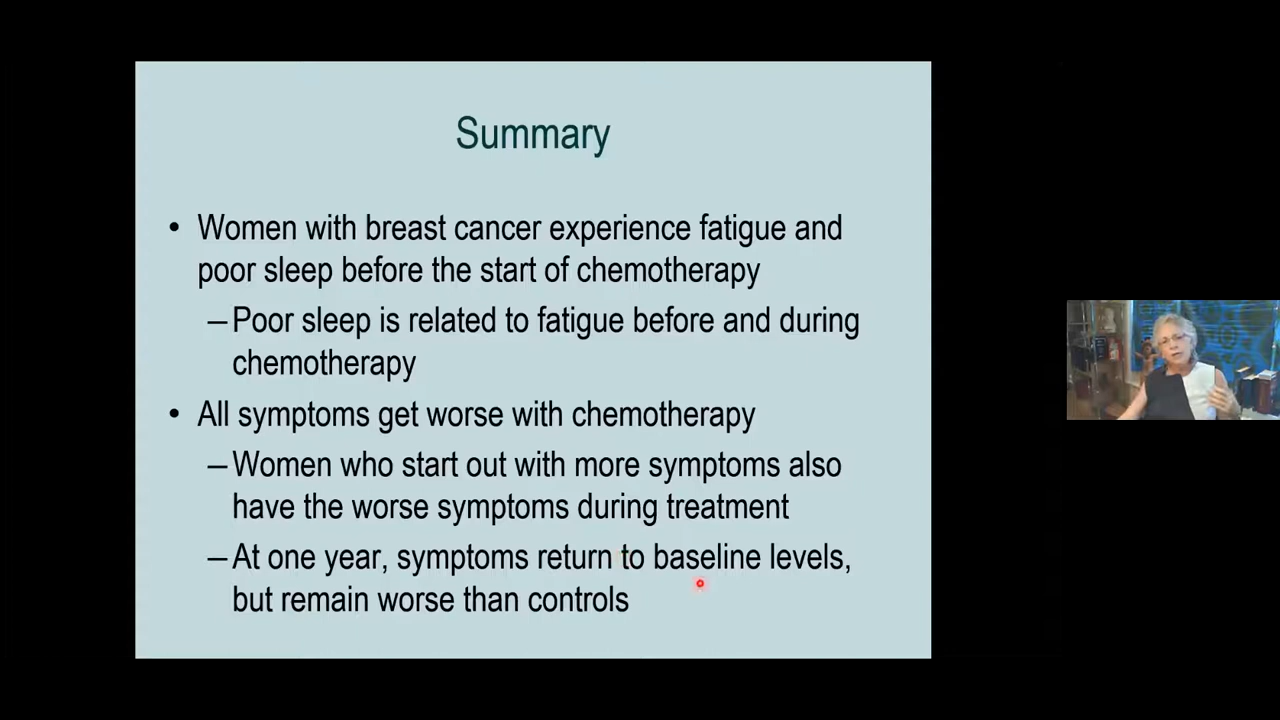 Summary
• Women with breast cancer experience fatigue and
poor sleep before the start of chemotherapy
– Poor sleep is related to fatigue before and during
chemotherapy
• All symptoms get worse with chemotherapy
– Women who start out with more symptoms also
have the worse symptoms during treatment
– At one year, symptoms return to baseline levels,
but remain worse than controls